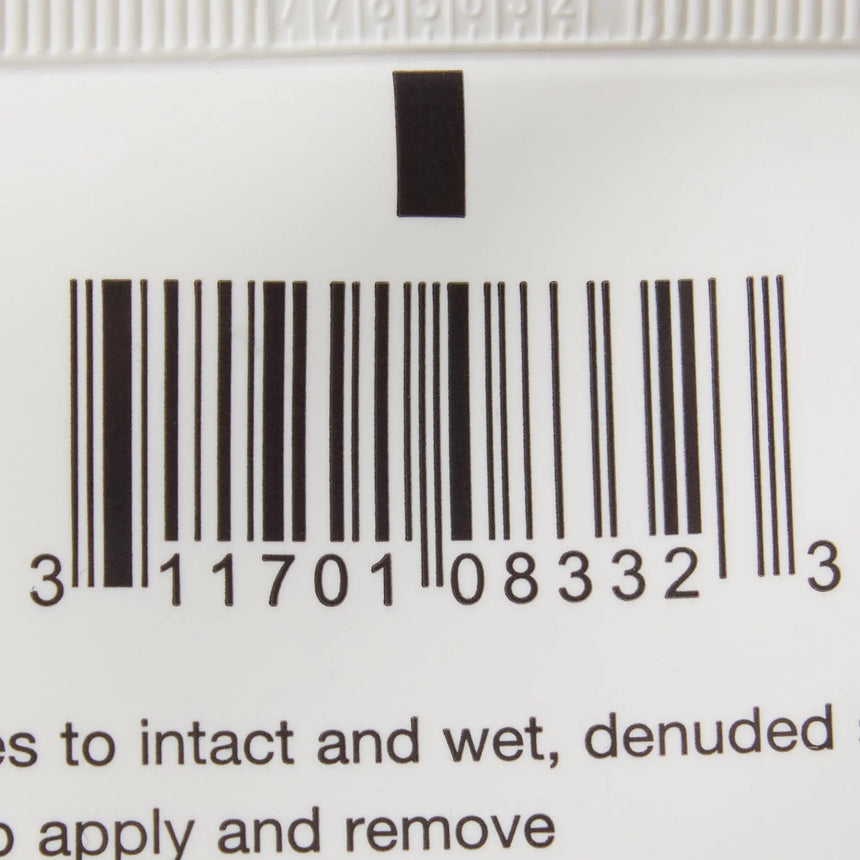 3 11701 08332 3
es to intact and wet, denuded
o apply and remove